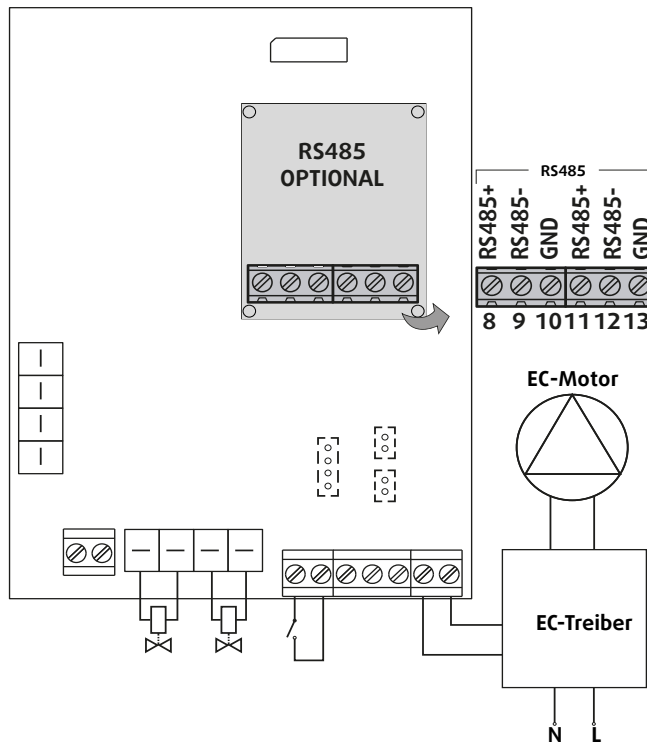 RS485
OPTIONAL
RS485
RS485+
RS485-
GND
RS485+
RS485-
GND
8 9 10 11 12 13
EC-Motor
EC-Treiber
N L